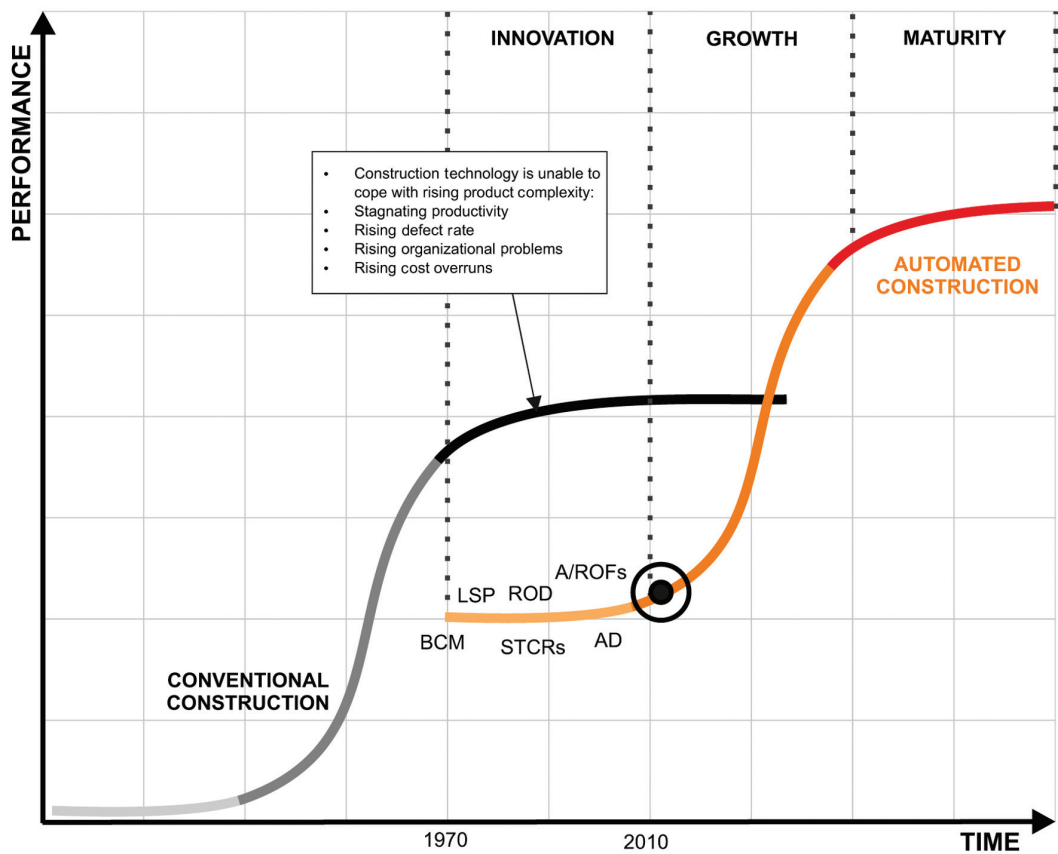 PERFORMANCE
INNOVATION
GROWTH
MATURITY
• Construction technology is unable to
cope with rising product complexity:
• Stagnating productivity
• Rising defect rate
• Rising organizational problems
• Rising cost overruns
AUTOMATED
CONSTRUCTION
A/ROFs
LSP
ROD
BCM
STCRs
AD
CONVENTIONAL
CONSTRUCTION
1970
2010
TIME